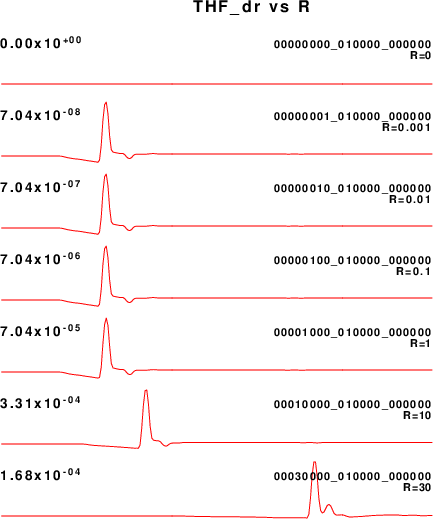 THF_dr vs R
0.00x10+00 00000000_010000_000000
R=0
7.04x10-08 00000001_010000_000000
R=0.001
7.04x10-07 00000010_010000_000000
R=0.01
7.04x10-06 00000100_010000_000000
R=0.1
7.04x10-05 00001000_010000_000000
R=1
3.31x10-04 00010000_010000_000000
R=10
1.68x10-04 00030000_010000_000000
R=30